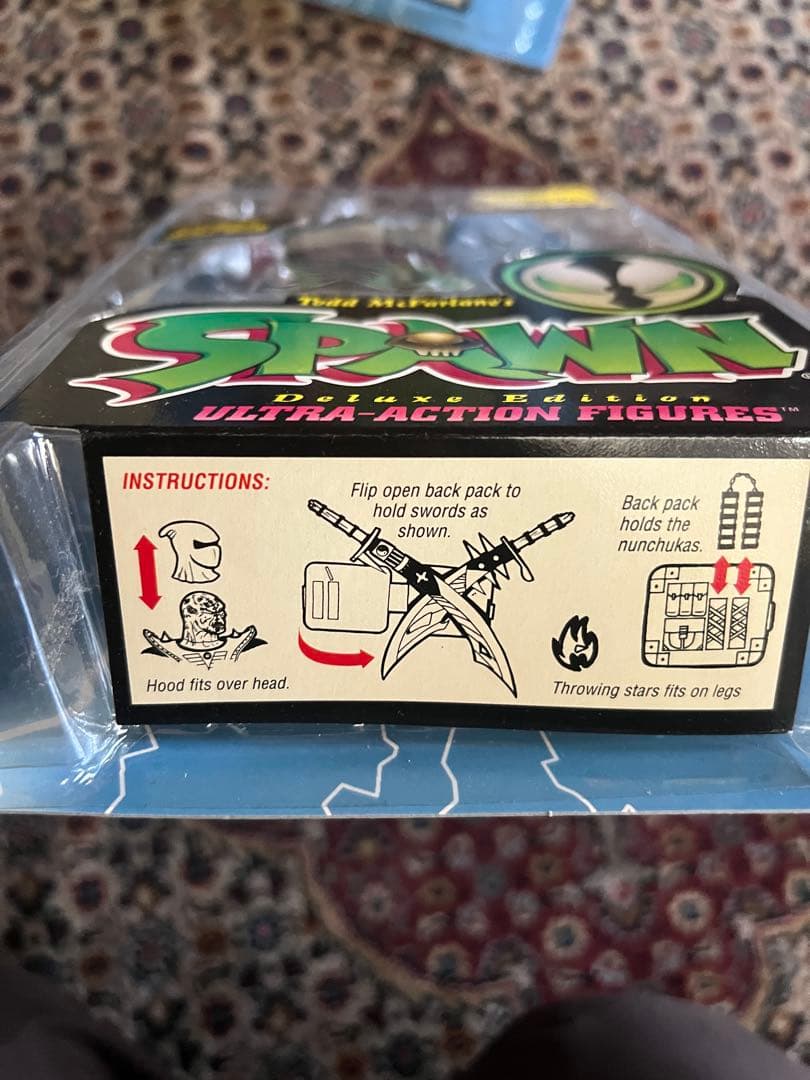 Todd McFarlane's
SPAWN
Deluxe Edition
ULTRA-ACTION FIGURES™
INSTRUCTIONS:
Hood fits over head.
Flip open back pack to
hold swords as
shown.
Back pack
holds the
nunchukas.
Throwing stars fits on legs